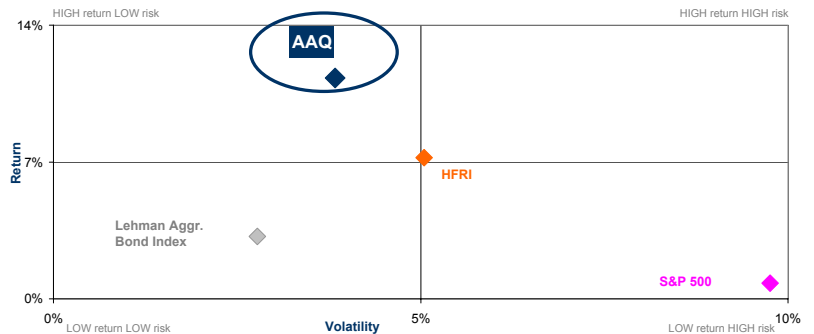 HIGH return LOW risk
HIGH return HIGH risk
14%
AAQ
Return
7%
HFRI
Lehman Aggr.
Bond Index
S&P 500
0%
0%
5%
10%
LOW return LOW risk
Volatility
LOW return HIGH risk